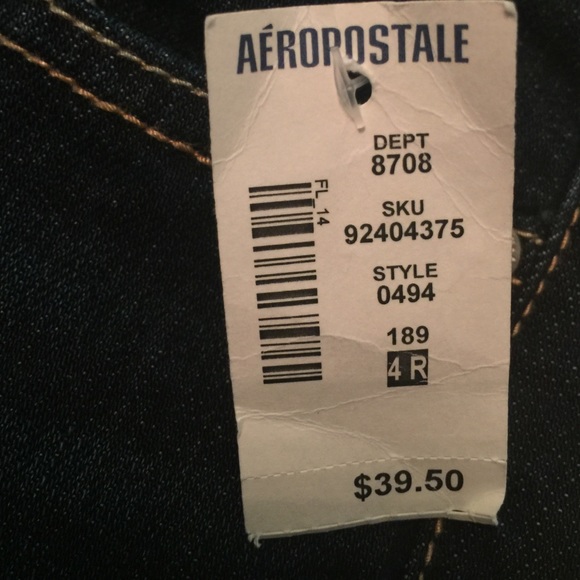 AÉROPOSTALE
DEPT
8708
SKU
92404375
STYLE
0494
189
4 R
FL_14
$39.50